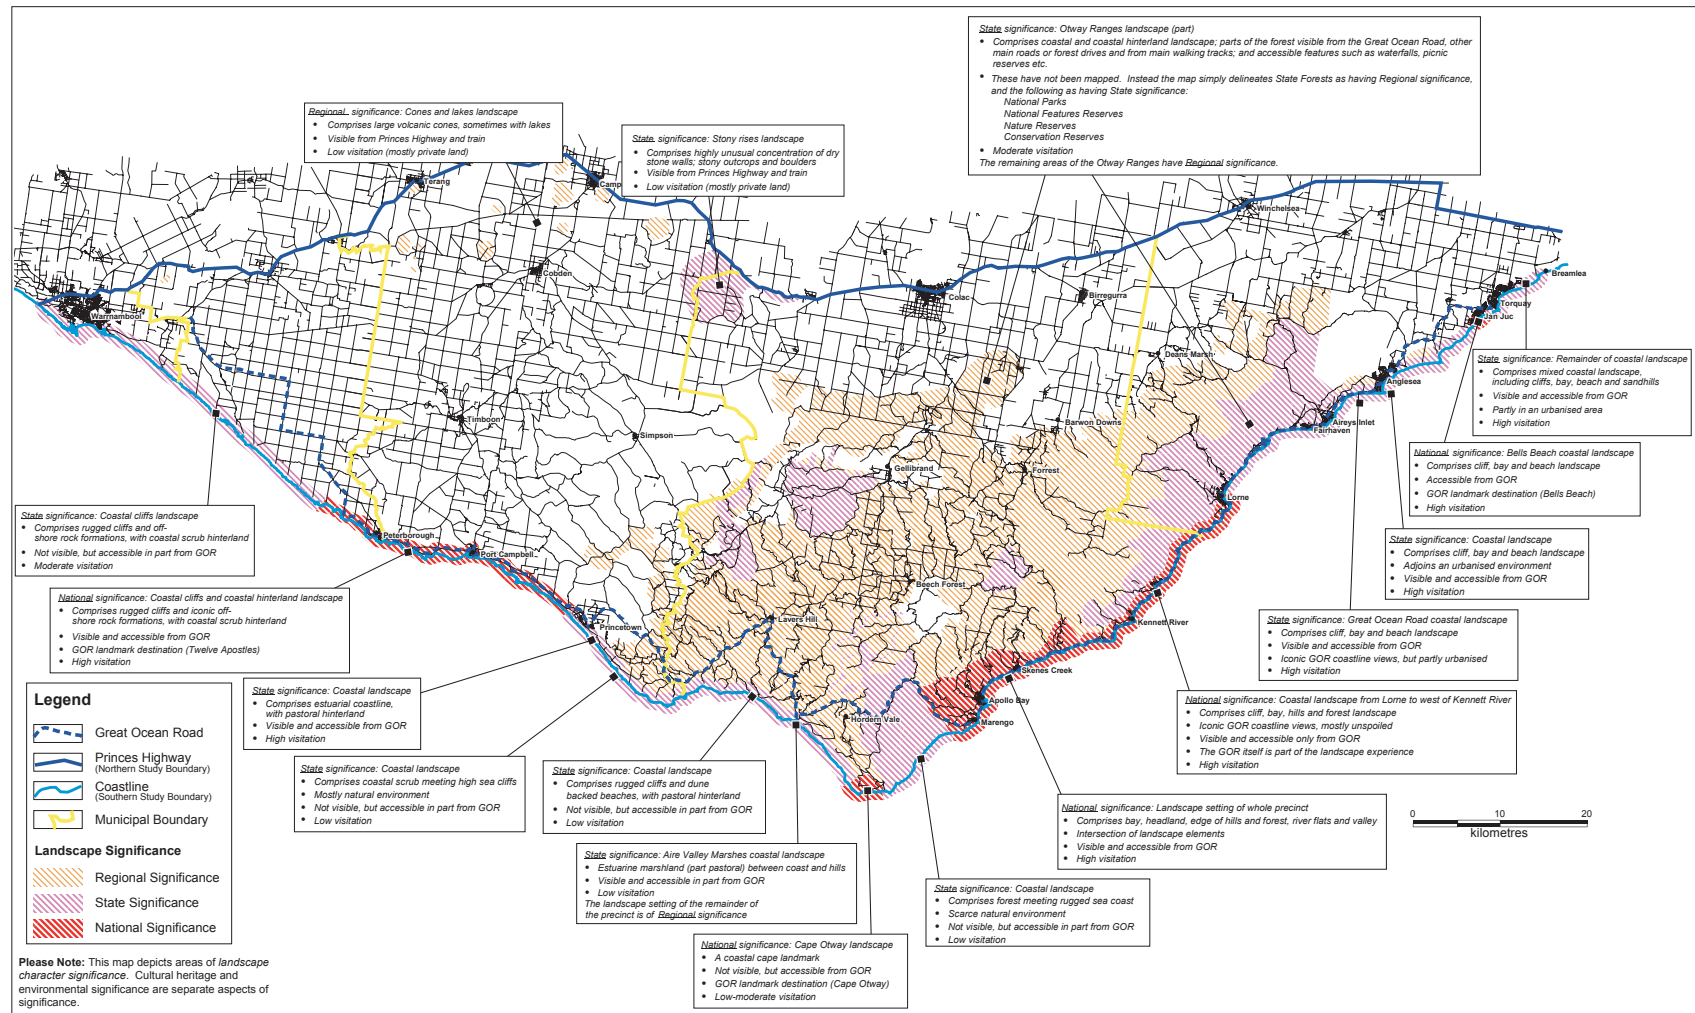 State significance: Otway Ranges landscape (part)
• Comprises coastal and coastal hinterland landscape; parts of the forest visible from the Great Ocean Road, other
main roads or forest drives and from main walking tracks; and accessible features such as waterfalls, picnic
reserves etc.
• These have not been mapped. Instead the map simply delineates State Forests as having Regional significance,
and the following as having State significance:
National Parks
National Features Reserves
Nature Reserves
Conservation Reserves
• Moderate visitation
The remaining areas of the Otway Ranges have Regional significance.
Regional significance: Cones and lakes landscape
• Comprises large volcanic cones, sometimes with lakes
• Visible from Princes Highway and train
• Low visitation (mostly private land)
State significance: Stony rises landscape
• Comprises highly unusual concentration of dry
stone walls; stony outcrops and boulders
• Visible from Princes Highway and train
• Low visitation (mostly private land)
Terang
Camp
Winchelsea
Breamlea
Cobden
Colac
Birregurra
Torquay
Jan Juc
Warrnambool
Deans Marsh
Anglesea
State significance: Remainder of coastal landscape
• Comprises mixed coastal landscape,
including cliffs, bay, beach and sandhills
• Visible and accessible from GOR
• Partly in an urbanised area
• High visitation
Timboon
Simpson
Barwon Downs
Aireys Inlet
Fairhaven
Gellibrand
Forrest
Lorne
National significance: Bells Beach coastal landscape
• Comprises cliff, bay and beach landscape
• Accessible from GOR
• GOR landmark destination (Bells Beach)
• High visitation
State significance: Coastal cliffs landscape
• Comprises rugged cliffs and off-
shore rock formations, with coastal scrub hinterland
• Not visible, but accessible in part from GOR
• Moderate visitation
Peterborough
Port Campbell
State significance: Coastal landscape
• Comprises cliff, bay and beach landscape
• Adjoins an urbanised environment
• Visible and accessible from GOR
• High visitation
National significance: Coastal cliffs and coastal hinterland landscape
• Comprises rugged cliffs and iconic off-
shore rock formations, with coastal scrub hinterland
• Visible and accessible from GOR
• GOR landmark destination (Twelve Apostles)
• High visitation
Beech Forest
Princetown
Lavers Hill
Kennett River
State significance: Great Ocean Road coastal landscape
• Comprises cliff, bay and beach landscape
• Visible and accessible from GOR
• Iconic GOR coastline views, but partly urbanised
• High visitation
Skenes Creek
Apollo Bay
Marengo
Hordern Vale
State significance: Coastal landscape
• Comprises estuarial coastline,
with pastoral hinterland
• Visible and accessible from GOR
• High visitation
National significance: Coastal landscape from Lorne to west of Kennett River
• Comprises cliff, bay, hills and forest landscape
• Iconic GOR coastline views, mostly unspoiled
• Visible and accessible only from GOR
• The GOR itself is part of the landscape experience
• High visitation
State significance: Coastal landscape
• Comprises coastal scrub meeting high sea cliffs
• Mostly natural environment
• Not visible, but accessible in part from GOR
• Low visitation
State significance: Coastal landscape
• Comprises rugged cliffs and dune
backed beaches, with pastoral hinterland
• Not visible, but accessible in part from GOR
• Low visitation
National significance: Landscape setting of whole precinct
• Comprises bay, headland, edge of hills and forest, river flats and valley
• Intersection of landscape elements
• Visible and accessible from GOR
• High visitation
0 10 20
kilometres
State significance: Aire Valley Marshes coastal landscape
• Estuarine marshland (part pastoral) between coast and hills
• Visible and accessible in part from GOR
• Low visitation
The landscape setting of the remainder of
the precinct is of Regional significance
State significance: Coastal landscape
• Comprises forest meeting rugged sea coast
• Scarce natural environment
• Not visible, but accessible in part from GOR
• Low visitation
National significance: Cape Otway landscape
• A coastal cape landmark
• Not visible, but accessible from GOR
• GOR landmark destination (Cape Otway)
• Low-moderate visitation
Legend
Great Ocean Road
Princes Highway
(Northern Study Boundary)
Coastline
(Southern Study Boundary)
Municipal Boundary
Landscape Significance
Regional Significance
State Significance
National Significance
Please Note: This map depicts areas of landscape
character significance. Cultural heritage and
environmental significance are separate aspects of
significance.